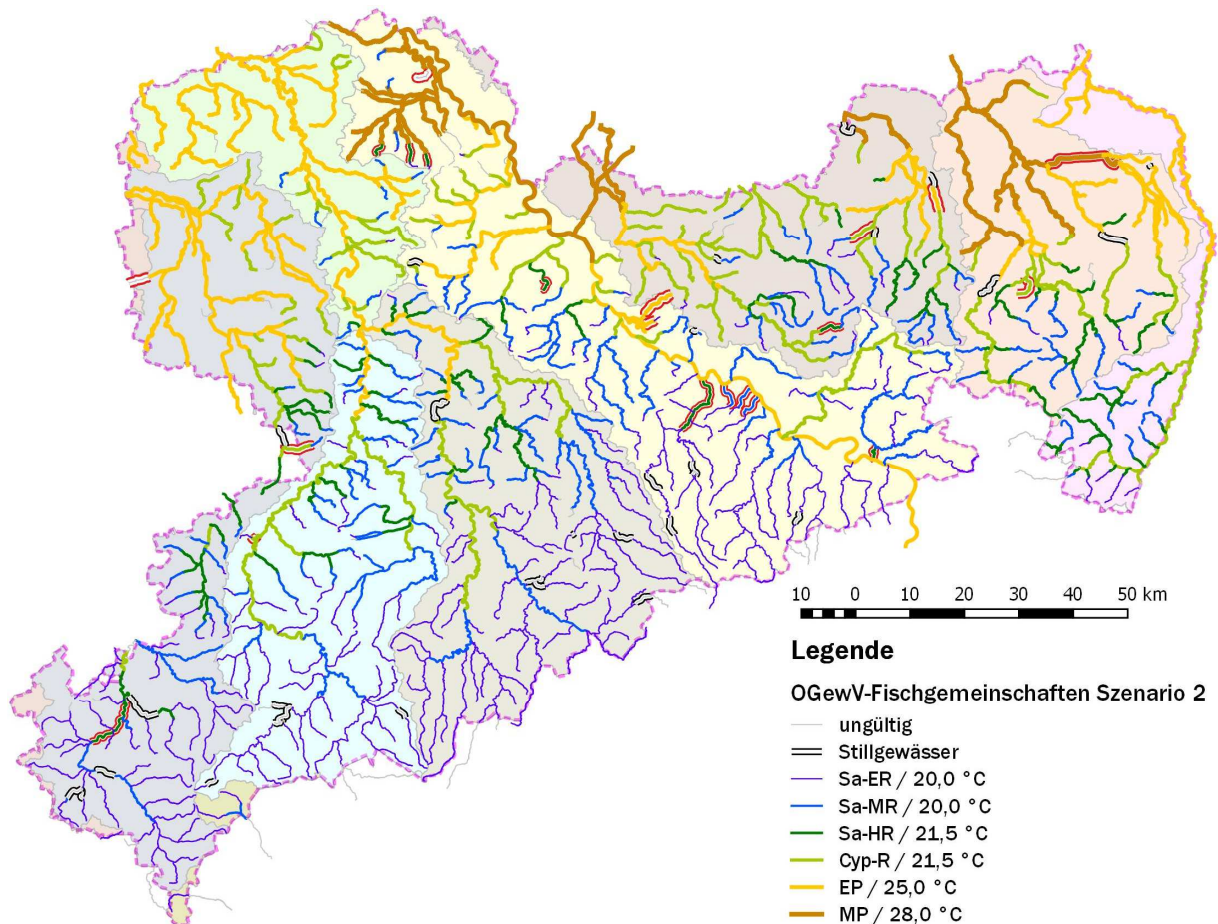 10 0 10 20 30 40 50 km
Legende
OGewV-Fischgemeinschaften Szenario 2
ungültig
Stillgewässer
Sa-ER / 20,0 °C
Sa-MR / 20,0 °C
Sa-HR / 21,5 °C
Cyp-R / 21,5 °C
EP / 25,0 °C
MP / 28,0 °C